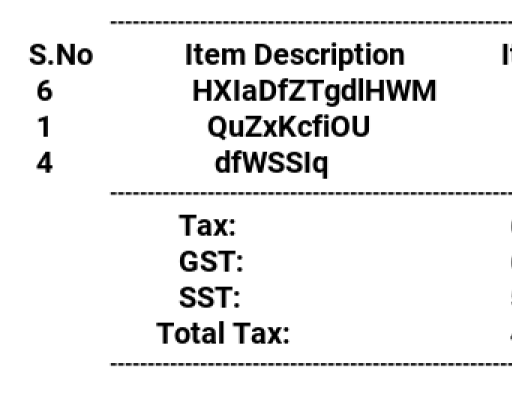 S.No Item Description
6 HXIaDfZTgdlHWM
1 QuZxKcfiOU
4 dfWSSIq
Tax:
GST:
SST:
Total Tax: